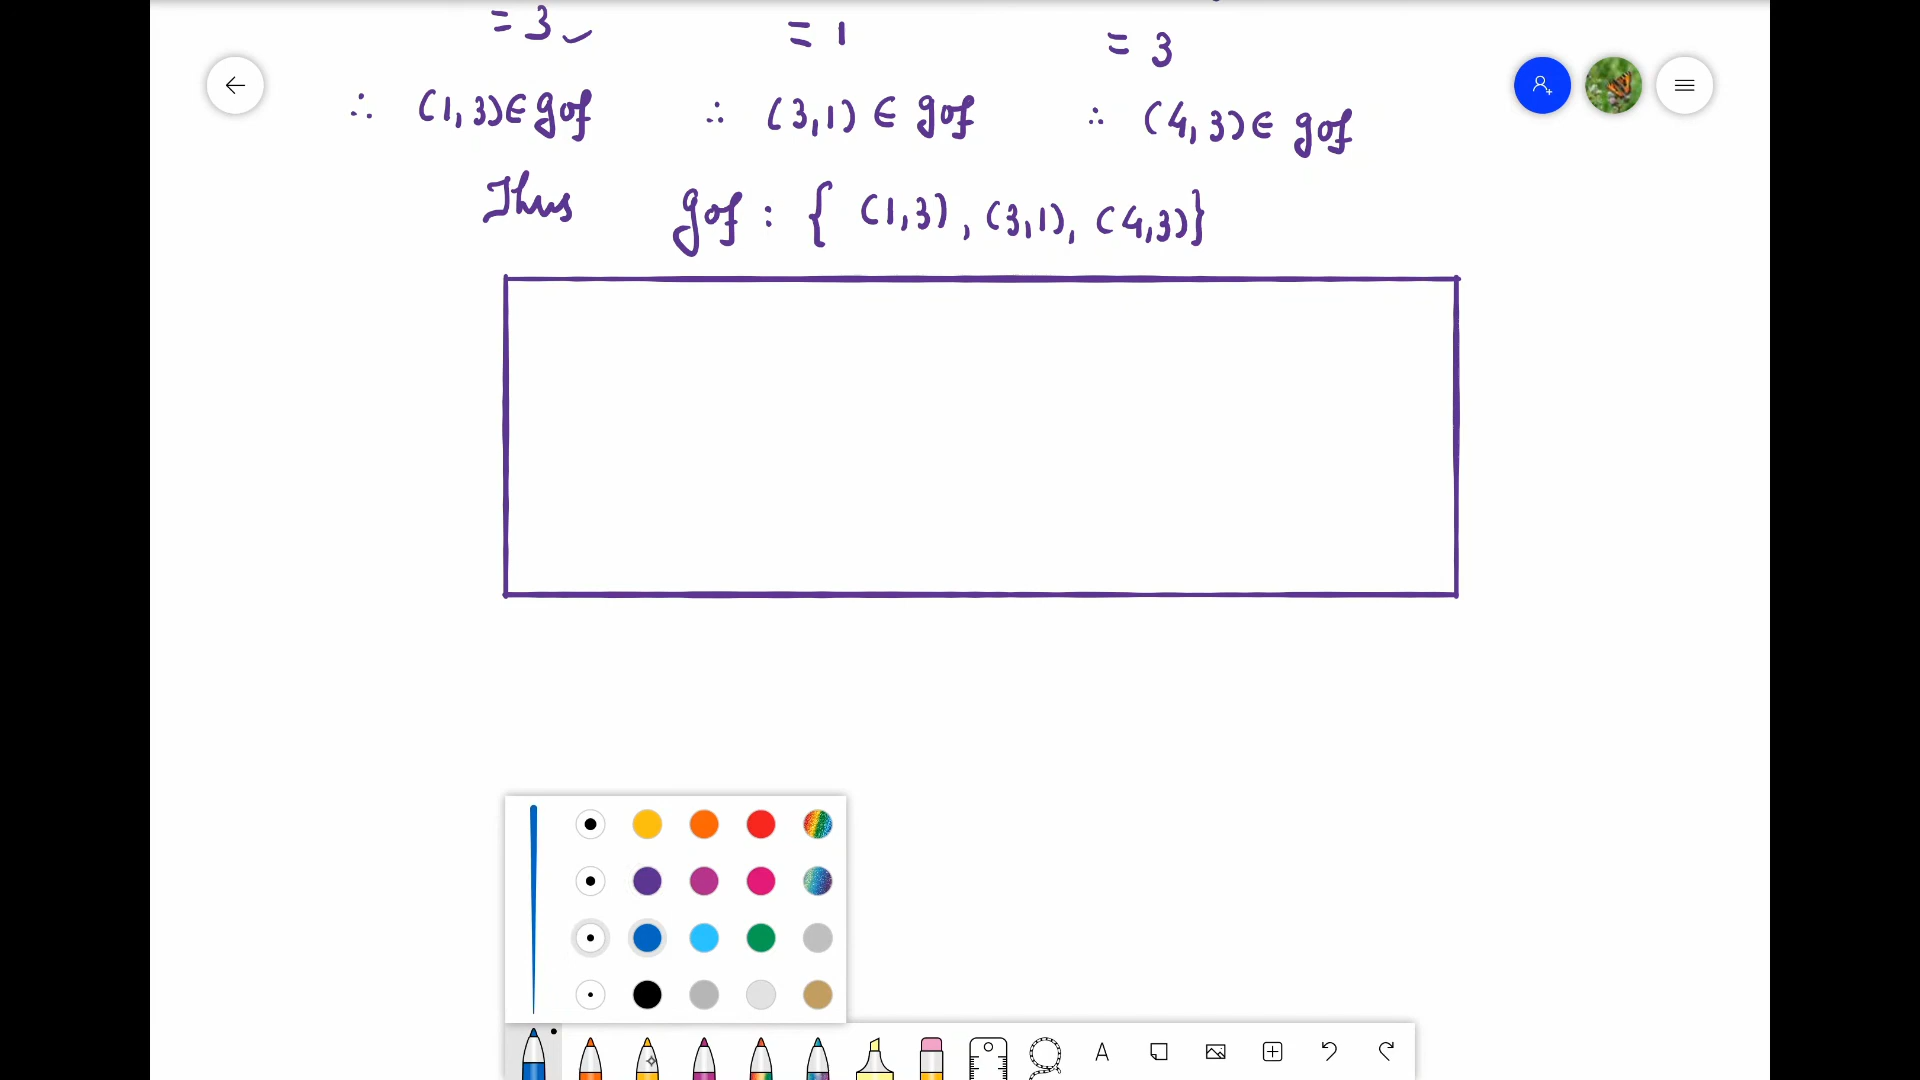 = 3 = 1 = 3
∴ (1,3)∈ gof ∴ (3,1) ∈ gof ∴ (4,3)∈ gof
Thus gof : { (1,3), (3,1), (4,3)}
A